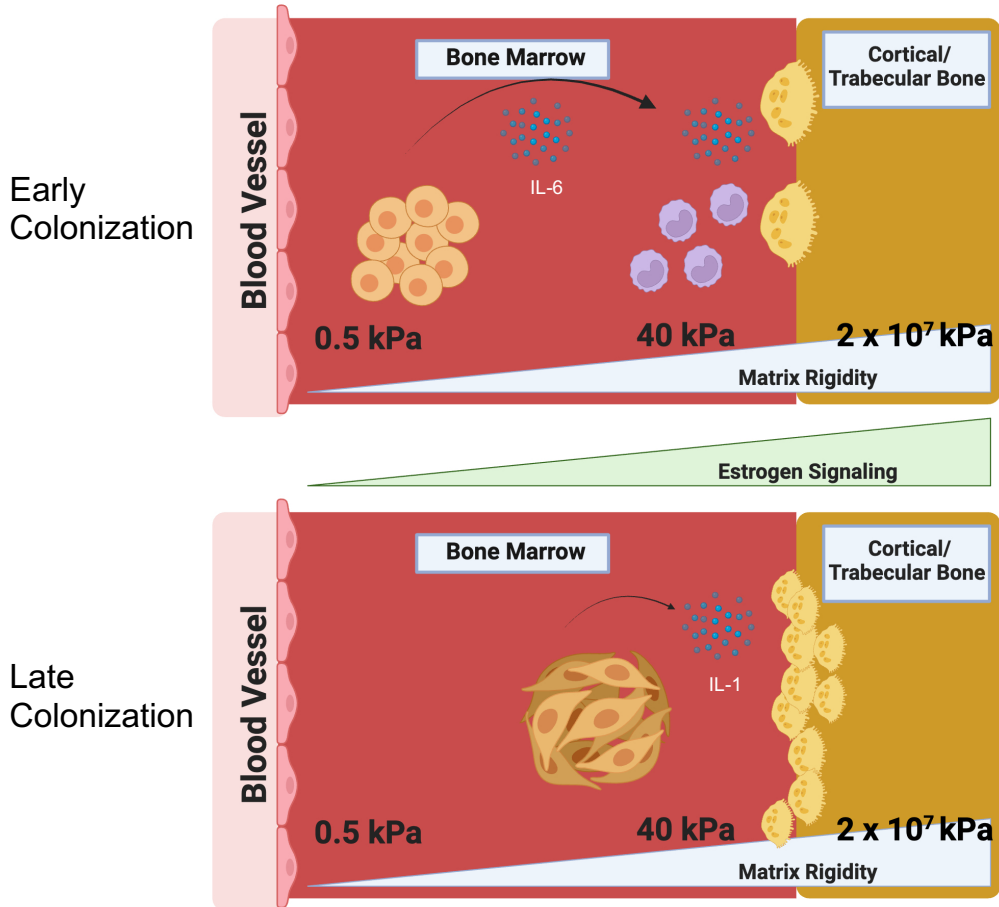 Early
Colonization
Blood Vessel
Bone Marrow
Cortical/
Trabecular Bone
IL-6
0.5 kPa
40 kPa
2 x 10⁷ kPa
Matrix Rigidity
Estrogen Signaling
Late
Colonization
Blood Vessel
Bone Marrow
Cortical/
Trabecular Bone
IL-1
0.5 kPa
40 kPa
2 x 10⁷ kPa
Matrix Rigidity